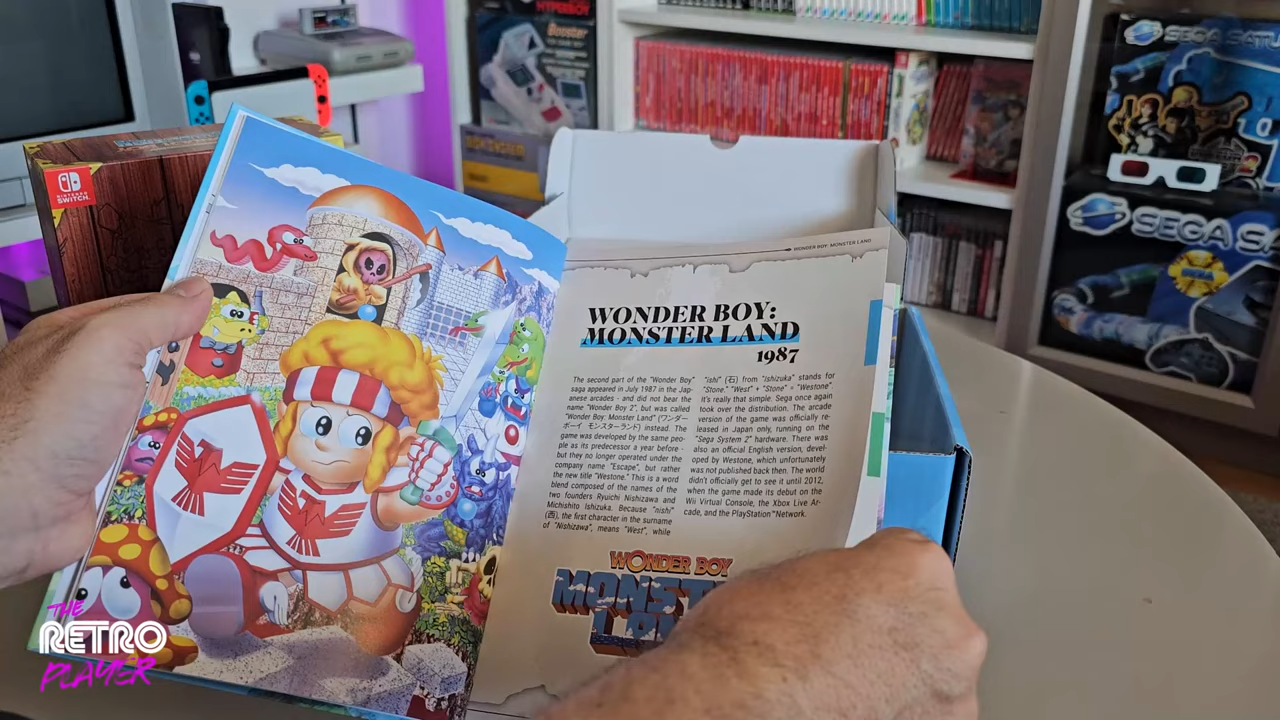 HYPERBOY
Booster
NINTENDO
SWITCH
SEGA SATU
SEGA SA
WONDER BOY: MONSTER LAND
WONDER BOY:
MONSTER LAND
1987
The second part of the "Wonder Boy"
saga appeared in July 1987 in the Jap-
anese arcades - and did not bear the
name "Wonder Boy 2", but was called
"Wonder Boy: Monster Land" (ワンダー
ボーイ モンスターランド) instead. The
game was developed by the same peo-
ple as its predecessor a year before -
but they no longer operated under the
company name "Escape", but rather
the new title "Westone." This is a word
blend composed of the names of the
two founders Ryuichi Nishizawa and
Michishito Ishizuka. Because "nishi"
(西), the first character in the surname
of "Nishizawa", means "West", while
"ishi" (石) from "Ishizuka" stands for
"Stone." "West" + "Stone" = "Westone".
It's really that simple. Sega once again
took over the distribution. The arcade
version of the game was officially re-
leased in Japan only, running on the
"Sega System 2" hardware. There was
also an official English version, devel-
oped by Westone, which unfortunately
was not published back then. The world
didn't officially get to see it until 2012,
when the game made its debut on the
Wii Virtual Console, the Xbox Live Ar-
cade, and the PlayStation™Network.
WONDER BOY
MONST
LAN
THE
RETRO
PLAYER